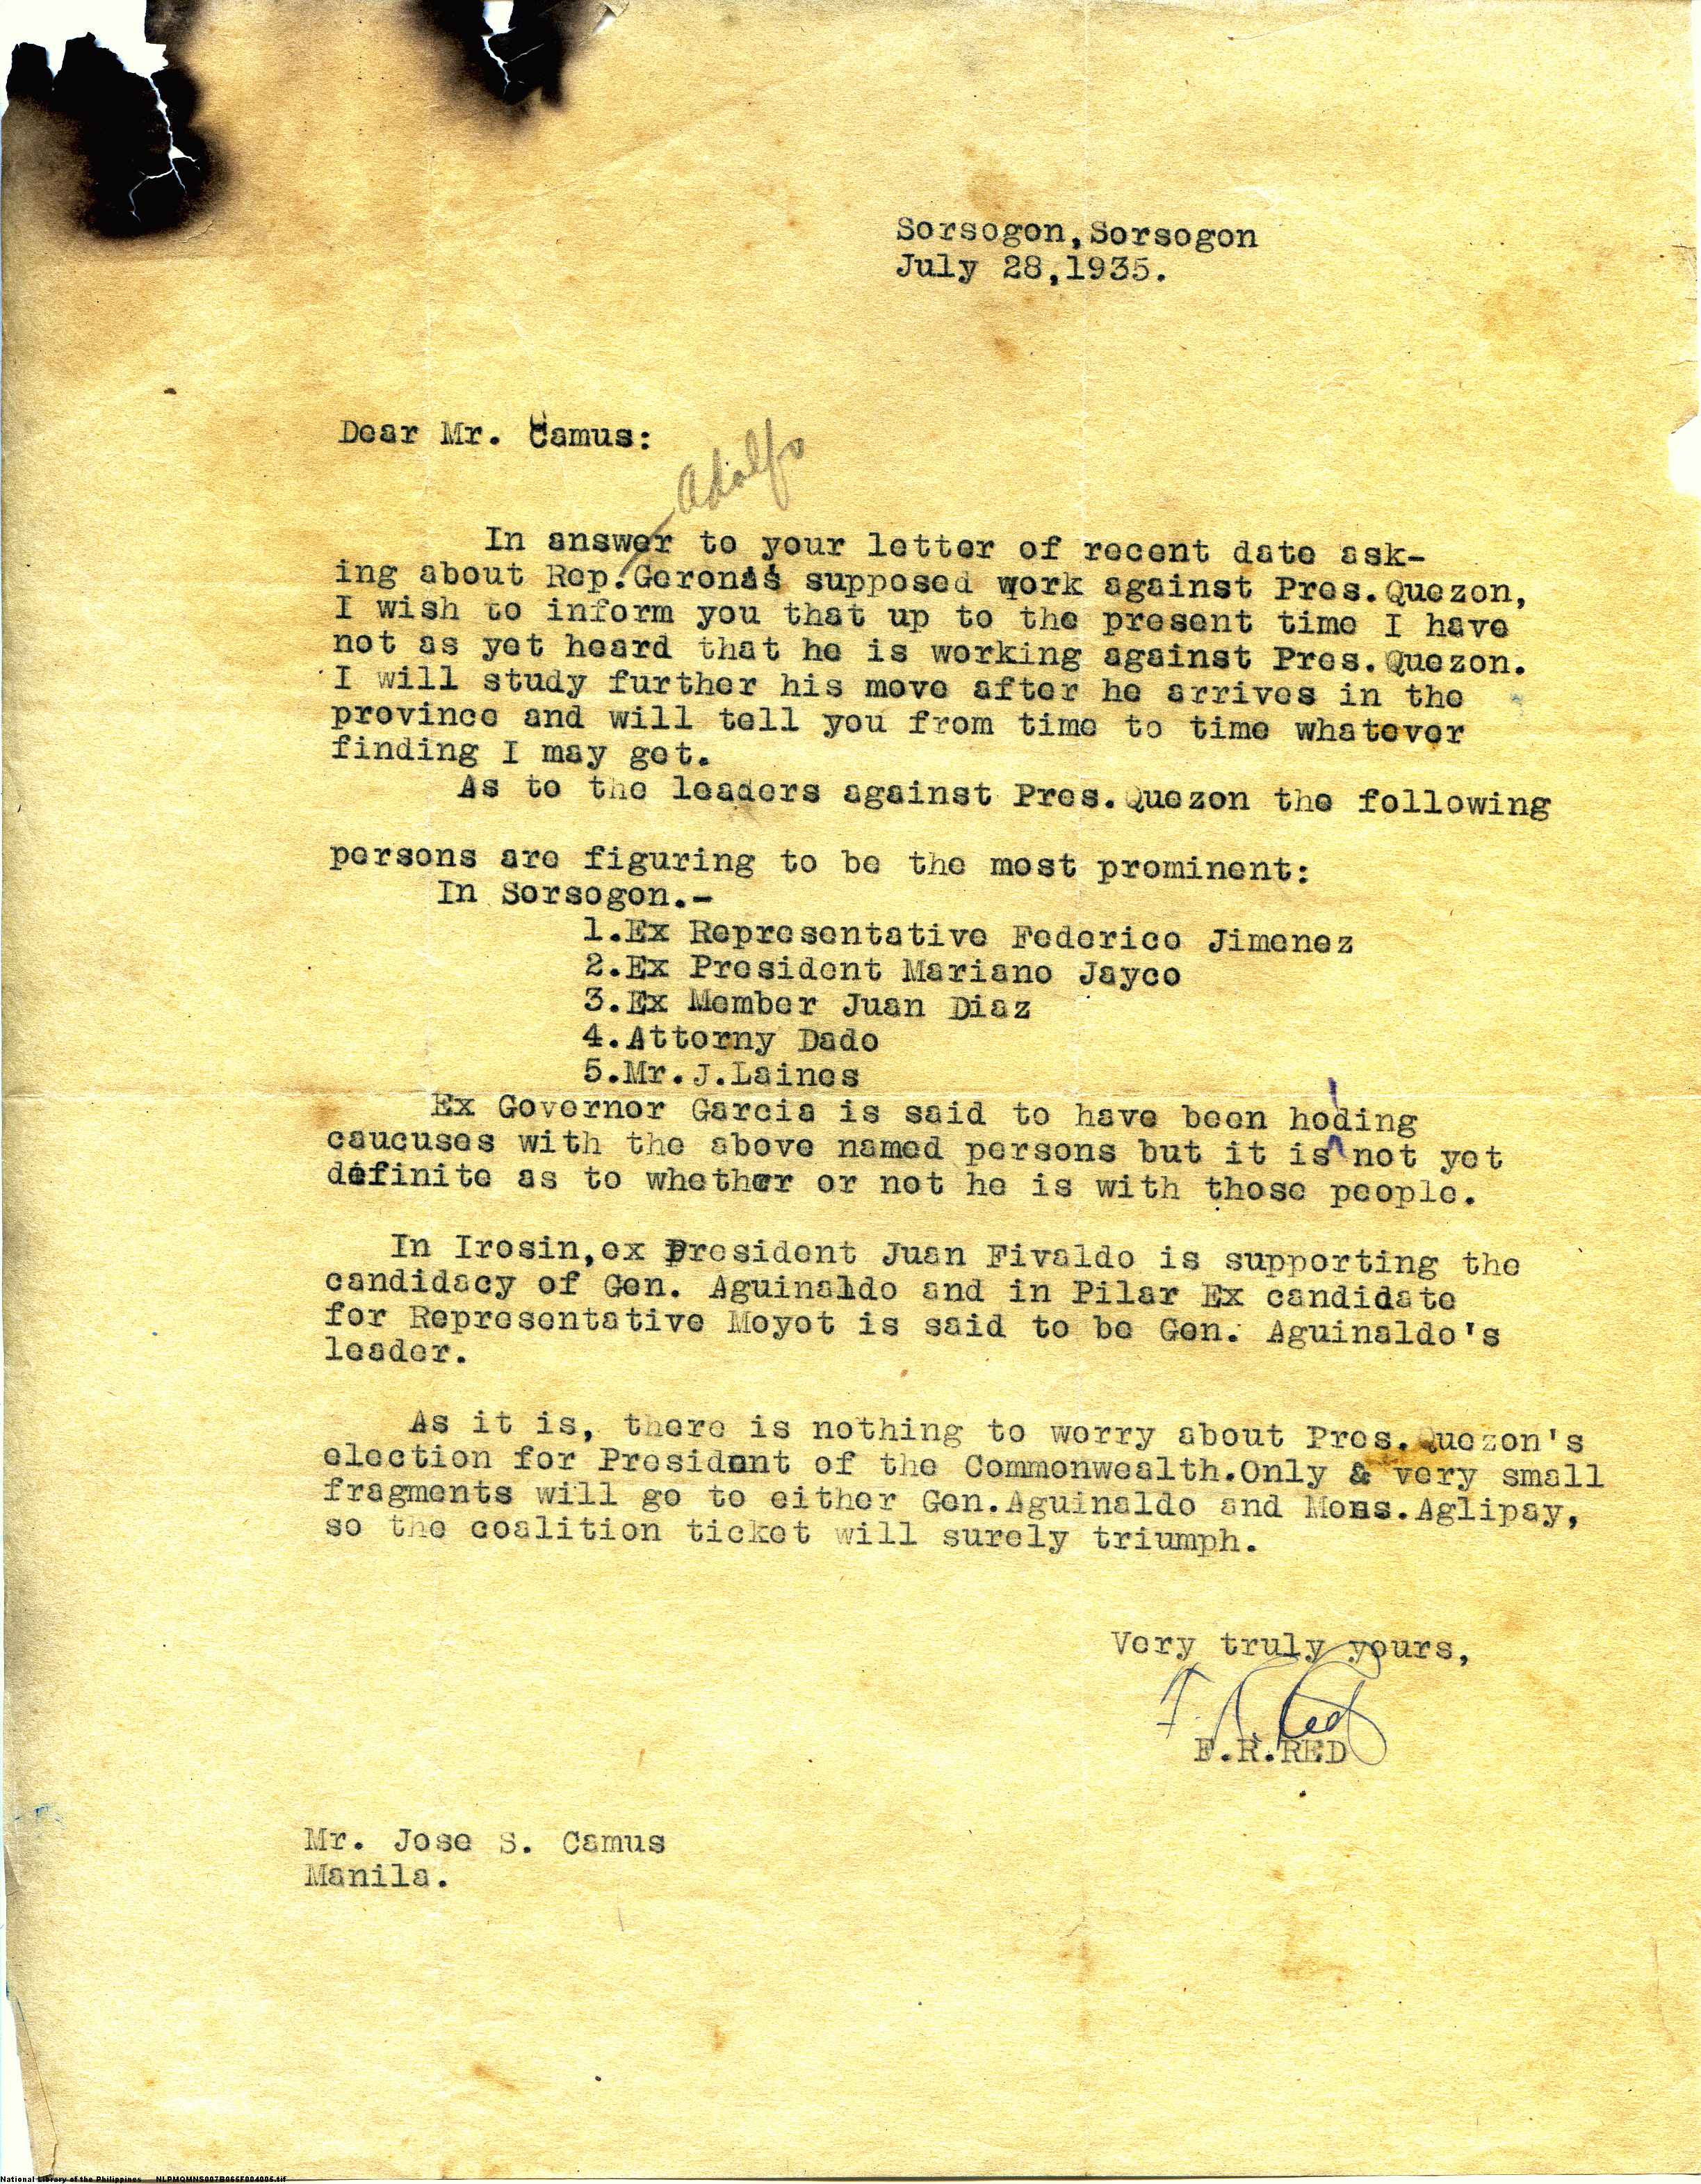 Sorsogon,Sorsogon
July 28,1935.
Dear Mr. Camus:
Adolfo
In answer to your letter of recent date ask-
ing about Rep.Geronas supposed work against Pres.Quezon,
I wish to inform you that up to the present time I have
not as yet heard that he is working against Pres.Quezon.
I will study further his move after he arrives in the
province and will tell you from time to time whatever
finding I may get.
As to the leaders against Pres.Quezon the following
persons are figuring to be the most prominent:
In Sorsogon.-
1.Ex Representative Federico Jimenez
2.Ex President Mariano Jayco
3.Ex Member Juan Diaz
4.Attorny Dado
5.Mr.J.Laines
Ex Governor Garcia is said to have been hoding
caucuses with the above named persons but it is not yet
definite as to whether or not he is with those people.
In Irosin,ex President Juan Fivaldo is supporting the
candidacy of Gen. Aguinaldo and in Pilar Ex candidate
for Representative Moyot is said to be Gen. Aguinaldo's
leader.
As it is, there is nothing to worry about Pres.Quezon's
election for President of the Commonwealth.Only a very small
fragments will go to either Gen.Aguinaldo and Mons.Aglipay,
so the coalition ticket will surely triumph.
Very truly yours,
F. R. Red
F.R.RED
Mr. Jose S. Camus
Manila.
National Library of the Philippines NLPMQMNS007B065F004006.tif